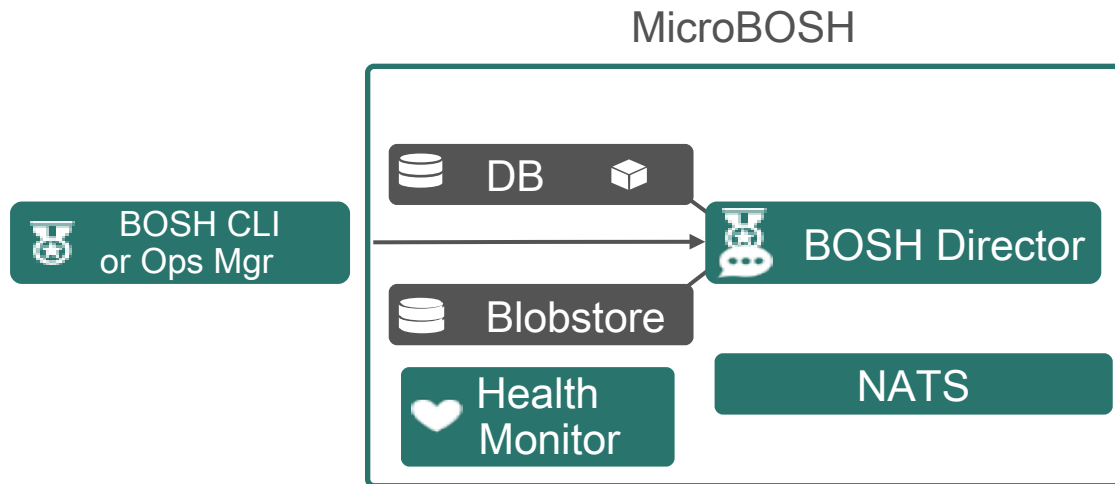 MicroBOSH
DB
BOSH CLI
or Ops Mgr
BOSH Director
Blobstore
Health
Monitor
NATS